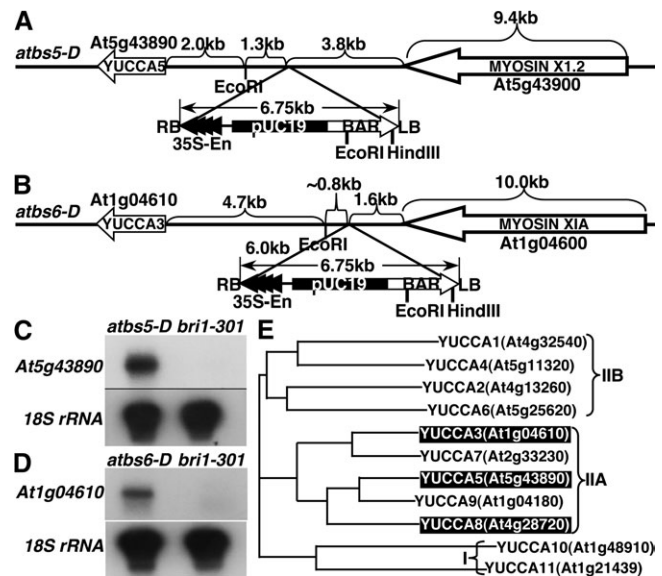 A
atbs5-D
At5g43890
YUCCA5
2.0kb
1.3kb
3.8kb
9.4kb
MYOSIN X1.2
At5g43900
EcoRI
6.75kb
RB
35S-En
pUC19
BAR
LB
EcoRI HindIII
B
atbs6-D
At1g04610
YUCCA3
4.7kb
~0.8kb
1.6kb
10.0kb
MYOSIN XIA
At1g04600
EcoRI
6.0kb
6.75kb
RB
35S-En
pUC19
BAR
LB
EcoRI HindIII
C
atbs5-D bri1-301
At5g43890
18S rRNA
D
atbs6-D bri1-301
At1g04610
18S rRNA
E
YUCCA1(At4g32540)
YUCCA4(At5g11320)
YUCCA2(At4g13260)
YUCCA6(At5g25620)
IIB
YUCCA3(At1g04610)
YUCCA7(At2g33230)
YUCCA5(At5g43890)
YUCCA9(At1g04180)
YUCCA8(At4g28720)
IIA
YUCCA10(At1g48910)
YUCCA11(At1g21439)
I